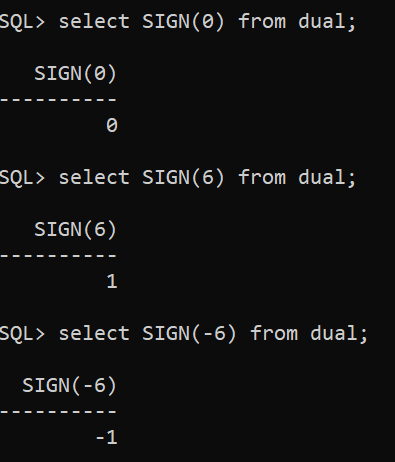 SQL> select SIGN(0) from dual;
SIGN(0)
----------
0
SQL> select SIGN(6) from dual;
SIGN(6)
----------
1
SQL> select SIGN(-6) from dual;
SIGN(-6)
----------
-1